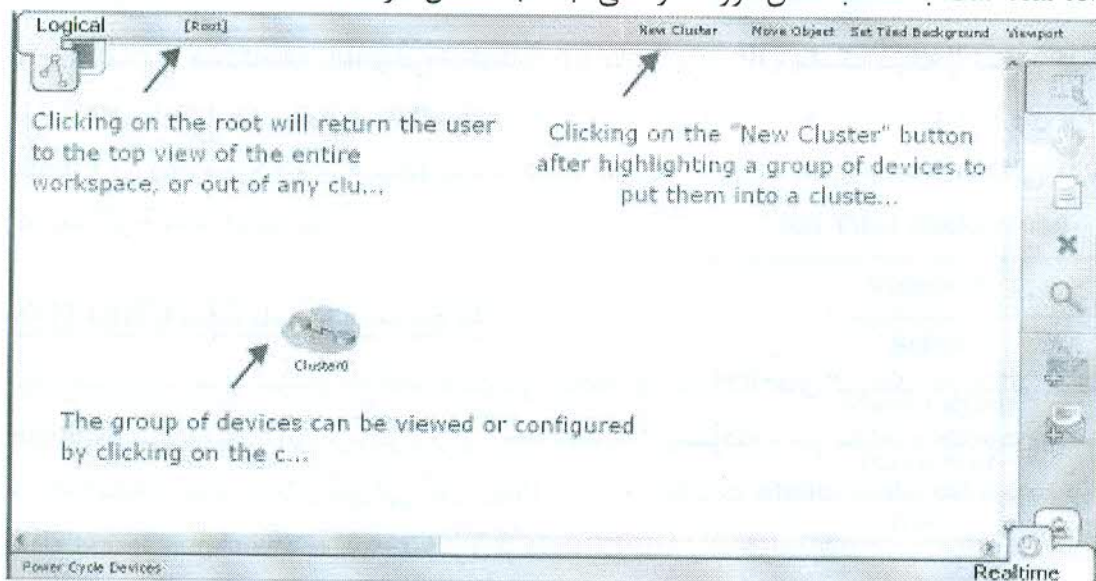 Logical [Root] New Cluster Move Object Set Tiled Background Viewport
Clicking on the root will return the user
to the top view of the entire
workspace, or out of any clu...
Clicking on the "New Cluster" button
after highlighting a group of devices to
put them into a cluste...
Cluster0
The group of devices can be viewed or configured
by clicking on the c...
Power Cycle Devices
Realtime